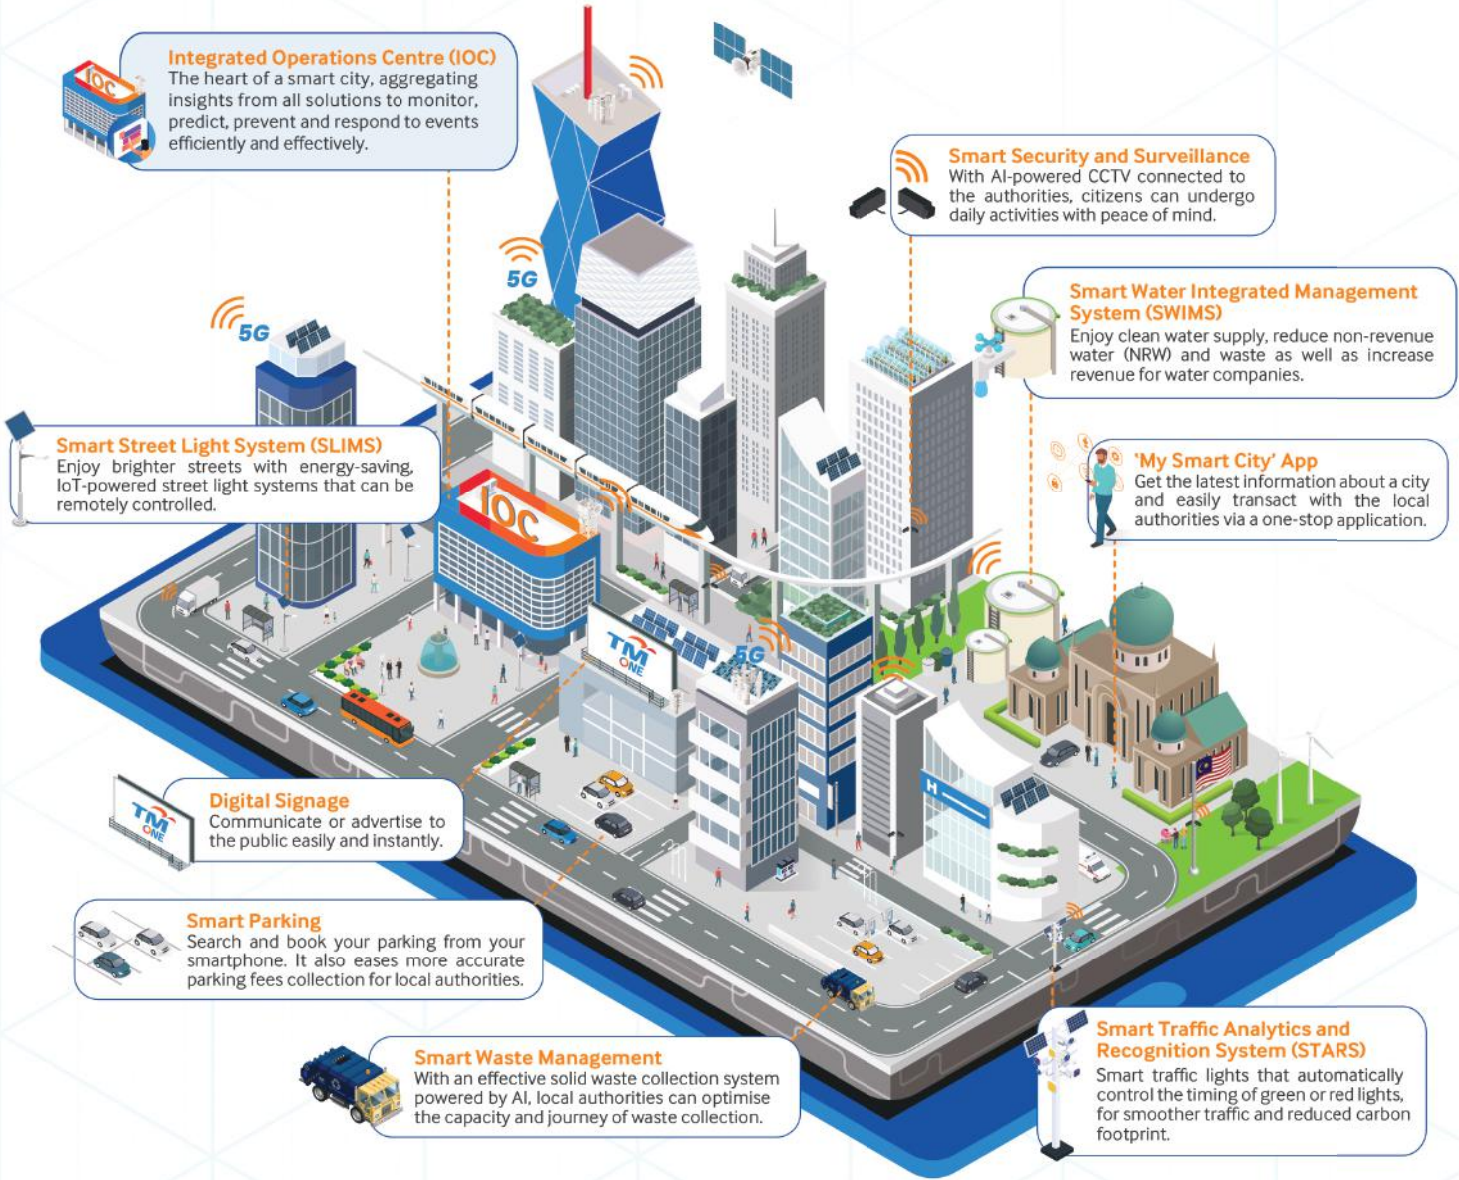 Integrated Operations Centre (IOC)
The heart of a smart city, aggregating
insights from all solutions to monitor,
predict, prevent and respond to events
efficiently and effectively.
IOC
Smart Security and Surveillance
With AI-powered CCTV connected to
the authorities, citizens can undergo
daily activities with peace of mind.
5G
5G
Smart Water Integrated Management
System (SWIMS)
Enjoy clean water supply, reduce non-revenue
water (NRW) and waste as well as increase
revenue for water companies.
Smart Street Light System (SLIMS)
Enjoy brighter streets with energy-saving,
IoT-powered street light systems that can be
remotely controlled.
'My Smart City' App
Get the latest information about a city
and easily transact with the local
authorities via a one-stop application.
IOC
TM
ONE
5G
H
Digital Signage
Communicate or advertise to
the public easily and instantly.
TM
ONE
Smart Parking
Search and book your parking from your
smartphone. It also eases more accurate
parking fees collection for local authorities.
Smart Waste Management
With an effective solid waste collection system
powered by AI, local authorities can optimise
the capacity and journey of waste collection.
Smart Traffic Analytics and
Recognition System (STARS)
Smart traffic lights that automatically
control the timing of green or red lights,
for smoother traffic and reduced carbon
footprint.